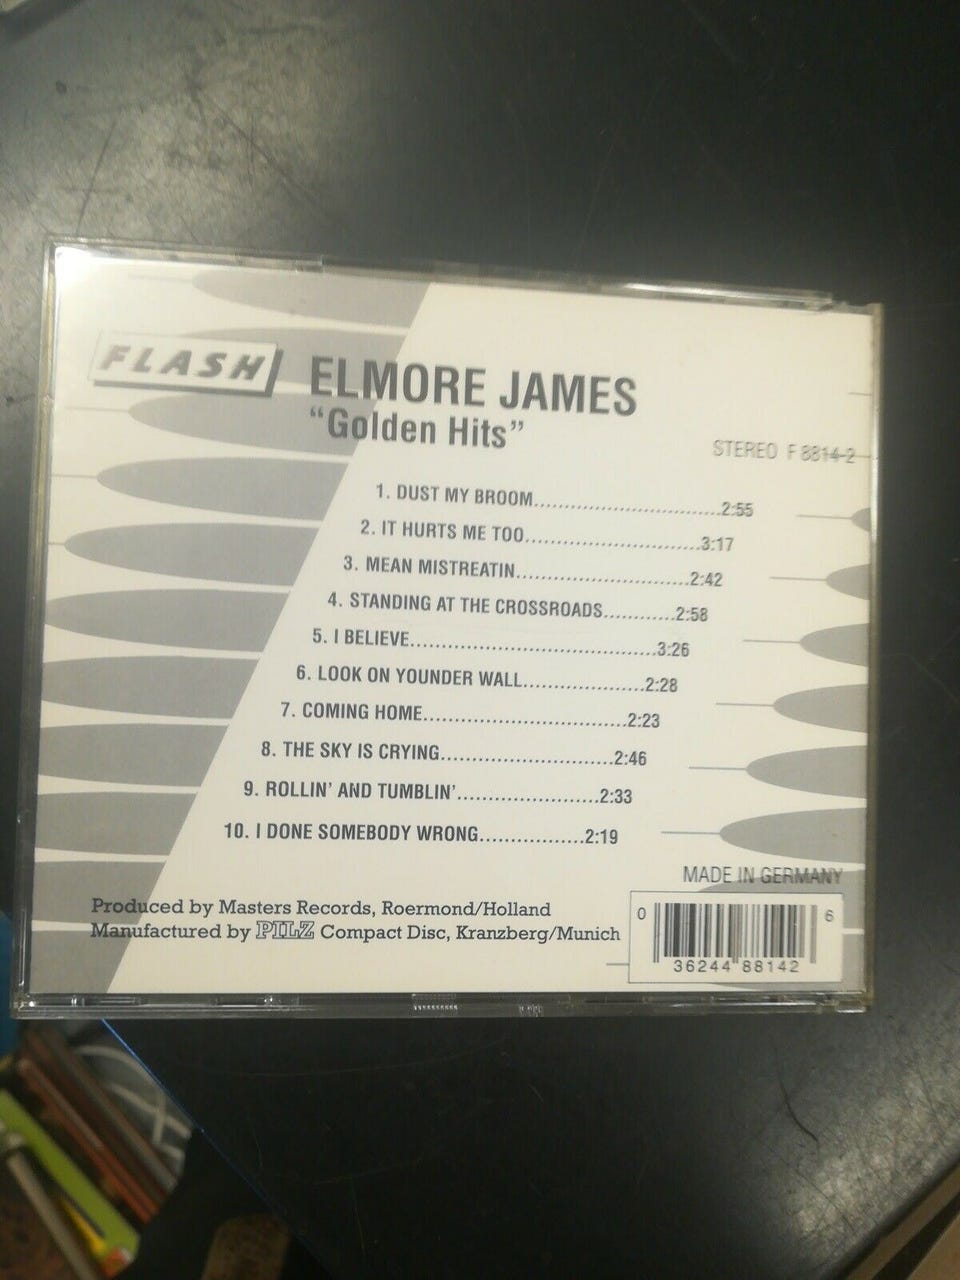 FLASH
ELMORE JAMES
“Golden Hits”
STEREO F 8814-2
1. DUST MY BROOM................................2:55
2. IT HURTS ME TOO..............................3:17
3. MEAN MISTREATIN.............................2:42
4. STANDING AT THE CROSSROADS............2:58
5. I BELIEVE..........................................3:26
6. LOOK ON YOUNDER WALL.....................2:28
7. COMING HOME...................................2:23
8. THE SKY IS CRYING.............................2:46
9. ROLLIN’ AND TUMBLIN’........................2:33
10. I DONE SOMEBODY WRONG.................2:19
MADE IN GERMANY
Produced by Masters Records, Roermond/Holland
Manufactured by PILZ Compact Disc, Kranzberg/Munich
0 36244 88142 6